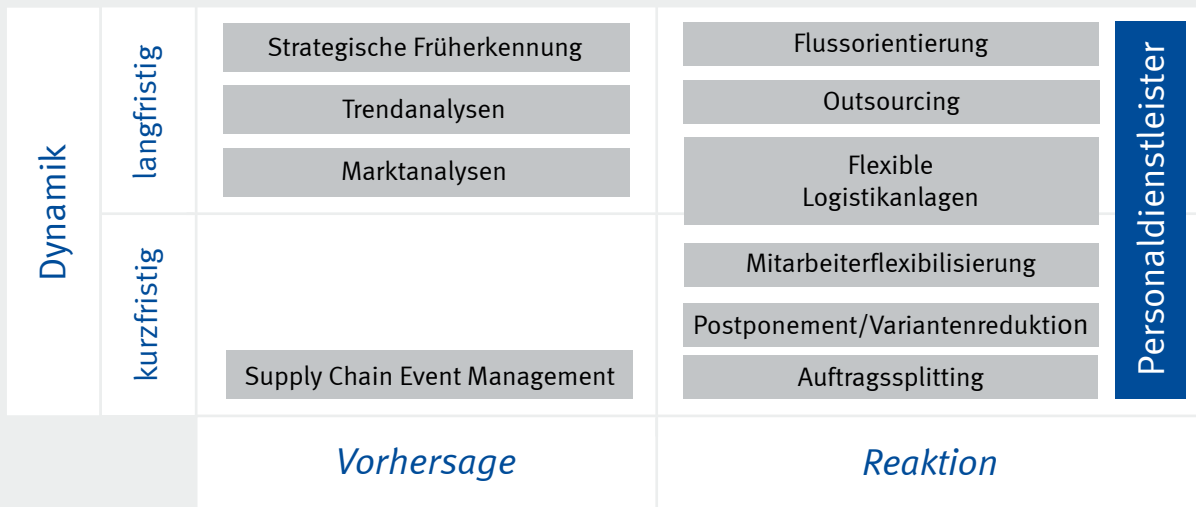 Dynamik
langfristig
Strategische Früherkennung
Trendanalysen
Marktanalysen
Flussorientierung
Outsourcing
Flexible
Logistikanlagen
kurzfristig
Supply Chain Event Management
Mitarbeiterflexibilisierung
Postponement/Variantenreduktion
Auftragssplitting
Personaldienstleister
Vorhersage
Reaktion